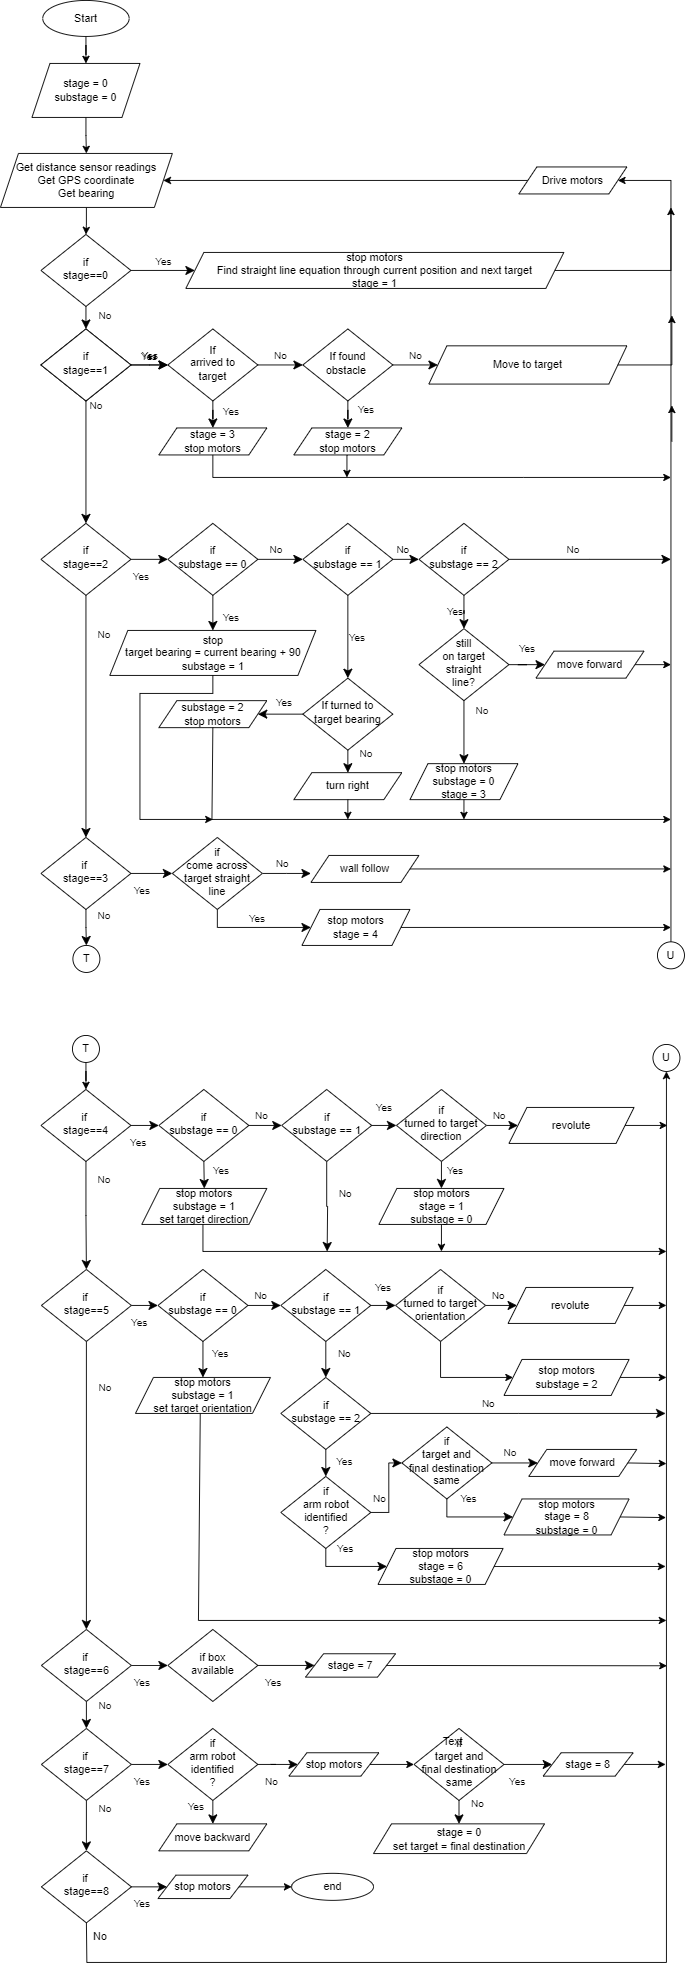 Start
stage = 0
substage = 0
Get distance sensor readings
Get GPS coordinate
Get bearing
Drive motors
if
stage==0
Yes
stop motors
Find straight line equation through current position and next target
stage = 1
No
if
stage==1
Yes
Yes
If
arrived to
target
No
If found
obstacle
No
Move to target
No
Yes
Yes
stage = 3
stop motors
stage = 2
stop motors
if
stage==2
Yes
if
substage == 0
No
if
substage == 1
No
if
substage == 2
No
Yes
Yes
Yes
No
stop
target bearing = current bearing + 90
substage = 1
still
on target
straight
line?
Yes
move forward
substage = 2
stop motors
Yes
If turned to
target bearing
No
No
turn right
stop motors
substage = 0
stage = 3
if
stage==3
Yes
if
come across
target straight
line
No
wall follow
No
Yes
stop motors
stage = 4
T
U
T
U
if
stage==4
Yes
if
substage == 0
No
if
substage == 1
Yes
if
turned to target
direction
No
revolute
No
Yes
No
Yes
stop motors
substage = 1
set target direction
stop motors
stage = 1
substage = 0
if
stage==5
Yes
if
substage == 0
No
if
substage == 1
Yes
if
turned to target
orientation
No
revolute
Yes
No
No
stop motors
substage = 1
set target orientation
stop motors
substage = 2
if
substage == 2
No
Yes
if
target and
final destination
same
No
move forward
if
arm robot
identified
?
No
Yes
stop motors
stage = 8
substage = 0
Yes
stop motors
stage = 6
substage = 0
if
stage==6
Yes
if box
available
Yes
stage = 7
No
if
stage==7
Yes
if
arm robot
identified
?
No
stop motors
Text
if
target and
final destination
same
Yes
stage = 8
No
Yes
No
move backward
stage = 0
set target = final destination
if
stage==8
Yes
stop motors
end
No